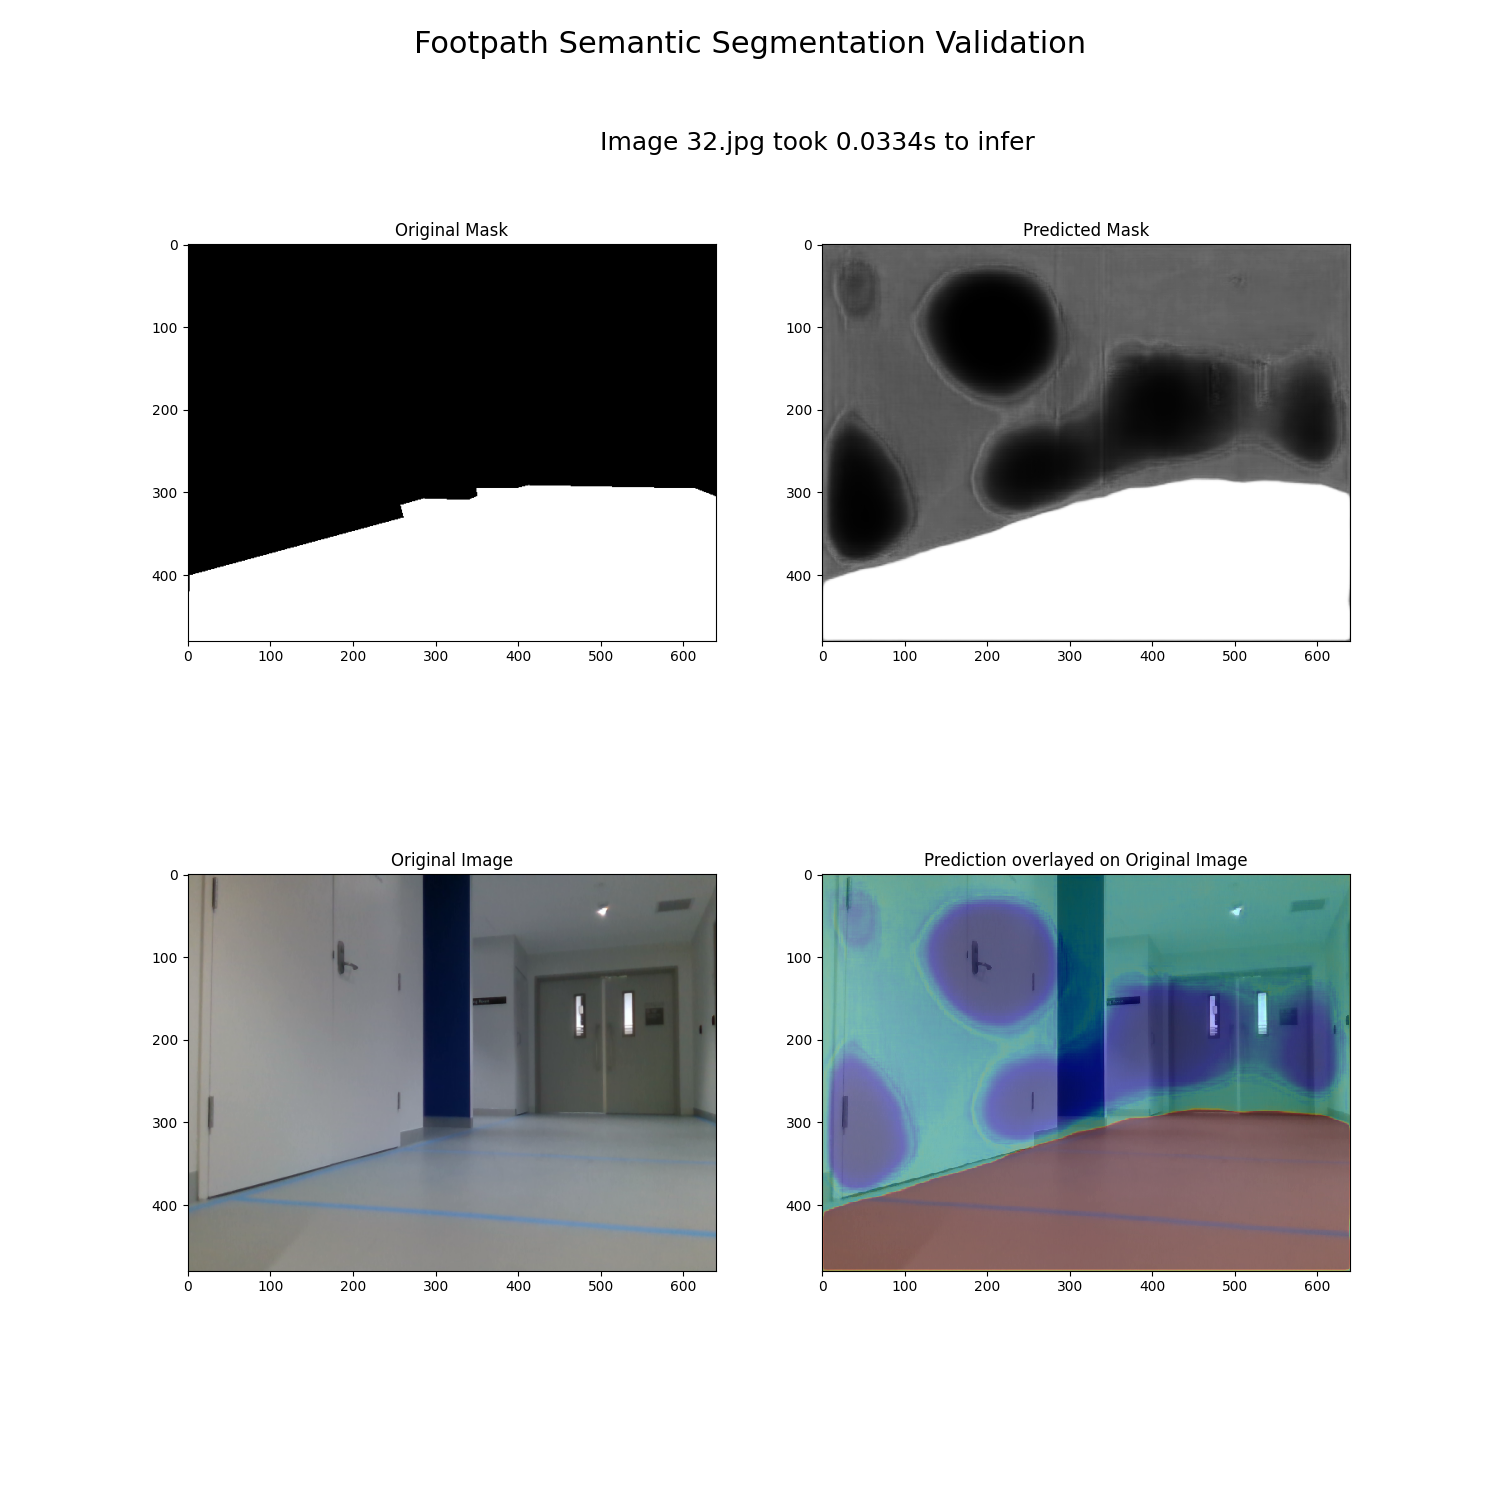 Footpath Semantic Segmentation Validation
Image 32.jpg took 0.0334s to infer
Original Mask
0
100
200
300
400
0 100 200 300 400 500 600
Predicted Mask
0
100
200
300
400
0 100 200 300 400 500 600
Original Image
0
100
200
300
400
0 100 200 300 400 500 600
Prediction overlayed on Original Image
0
100
200
300
400
0 100 200 300 400 500 600